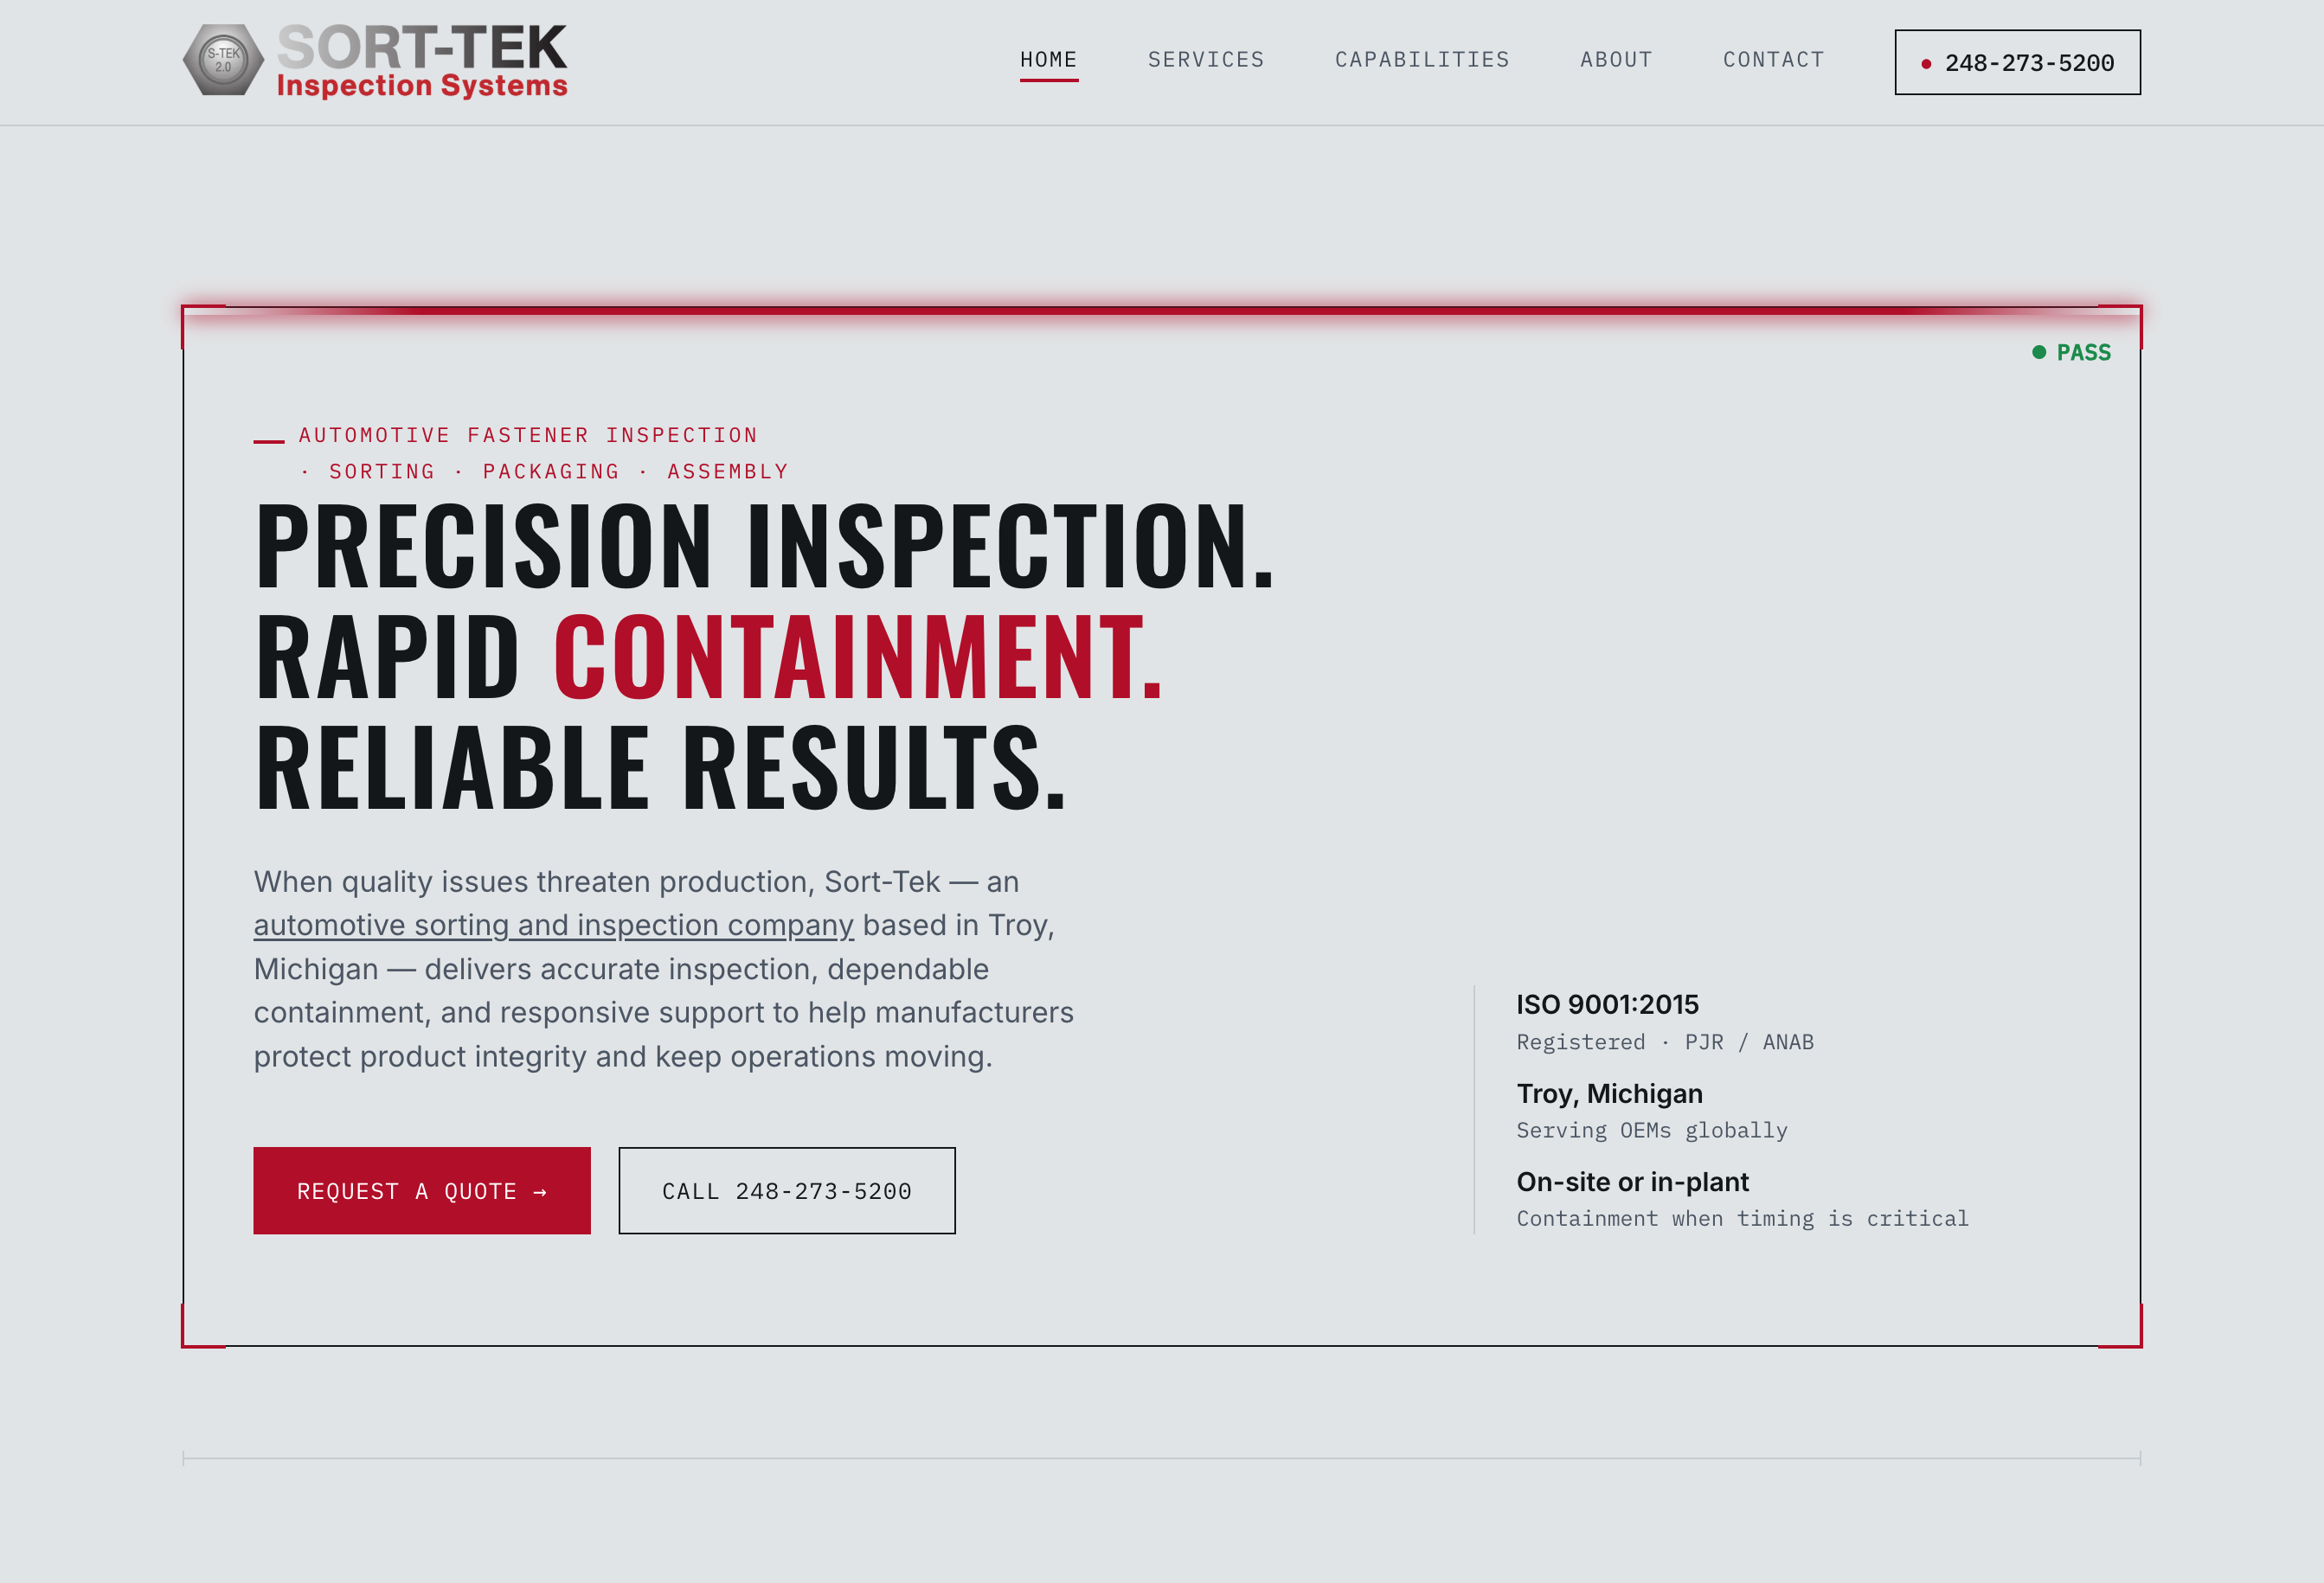 S-TEK
2.0
SORT-TEK
Inspection Systems
HOME SERVICES CAPABILITIES ABOUT CONTACT 248-273-5200
PASS
AUTOMOTIVE FASTENER INSPECTION
· SORTING · PACKAGING · ASSEMBLY
PRECISION INSPECTION.
RAPID CONTAINMENT.
RELIABLE RESULTS.
When quality issues threaten production, Sort-Tek — an
automotive sorting and inspection company based in Troy,
Michigan — delivers accurate inspection, dependable
containment, and responsive support to help manufacturers
protect product integrity and keep operations moving.
REQUEST A QUOTE →
CALL 248-273-5200
ISO 9001:2015
Registered · PJR / ANAB
Troy, Michigan
Serving OEMs globally
On-site or in-plant
Containment when timing is critical